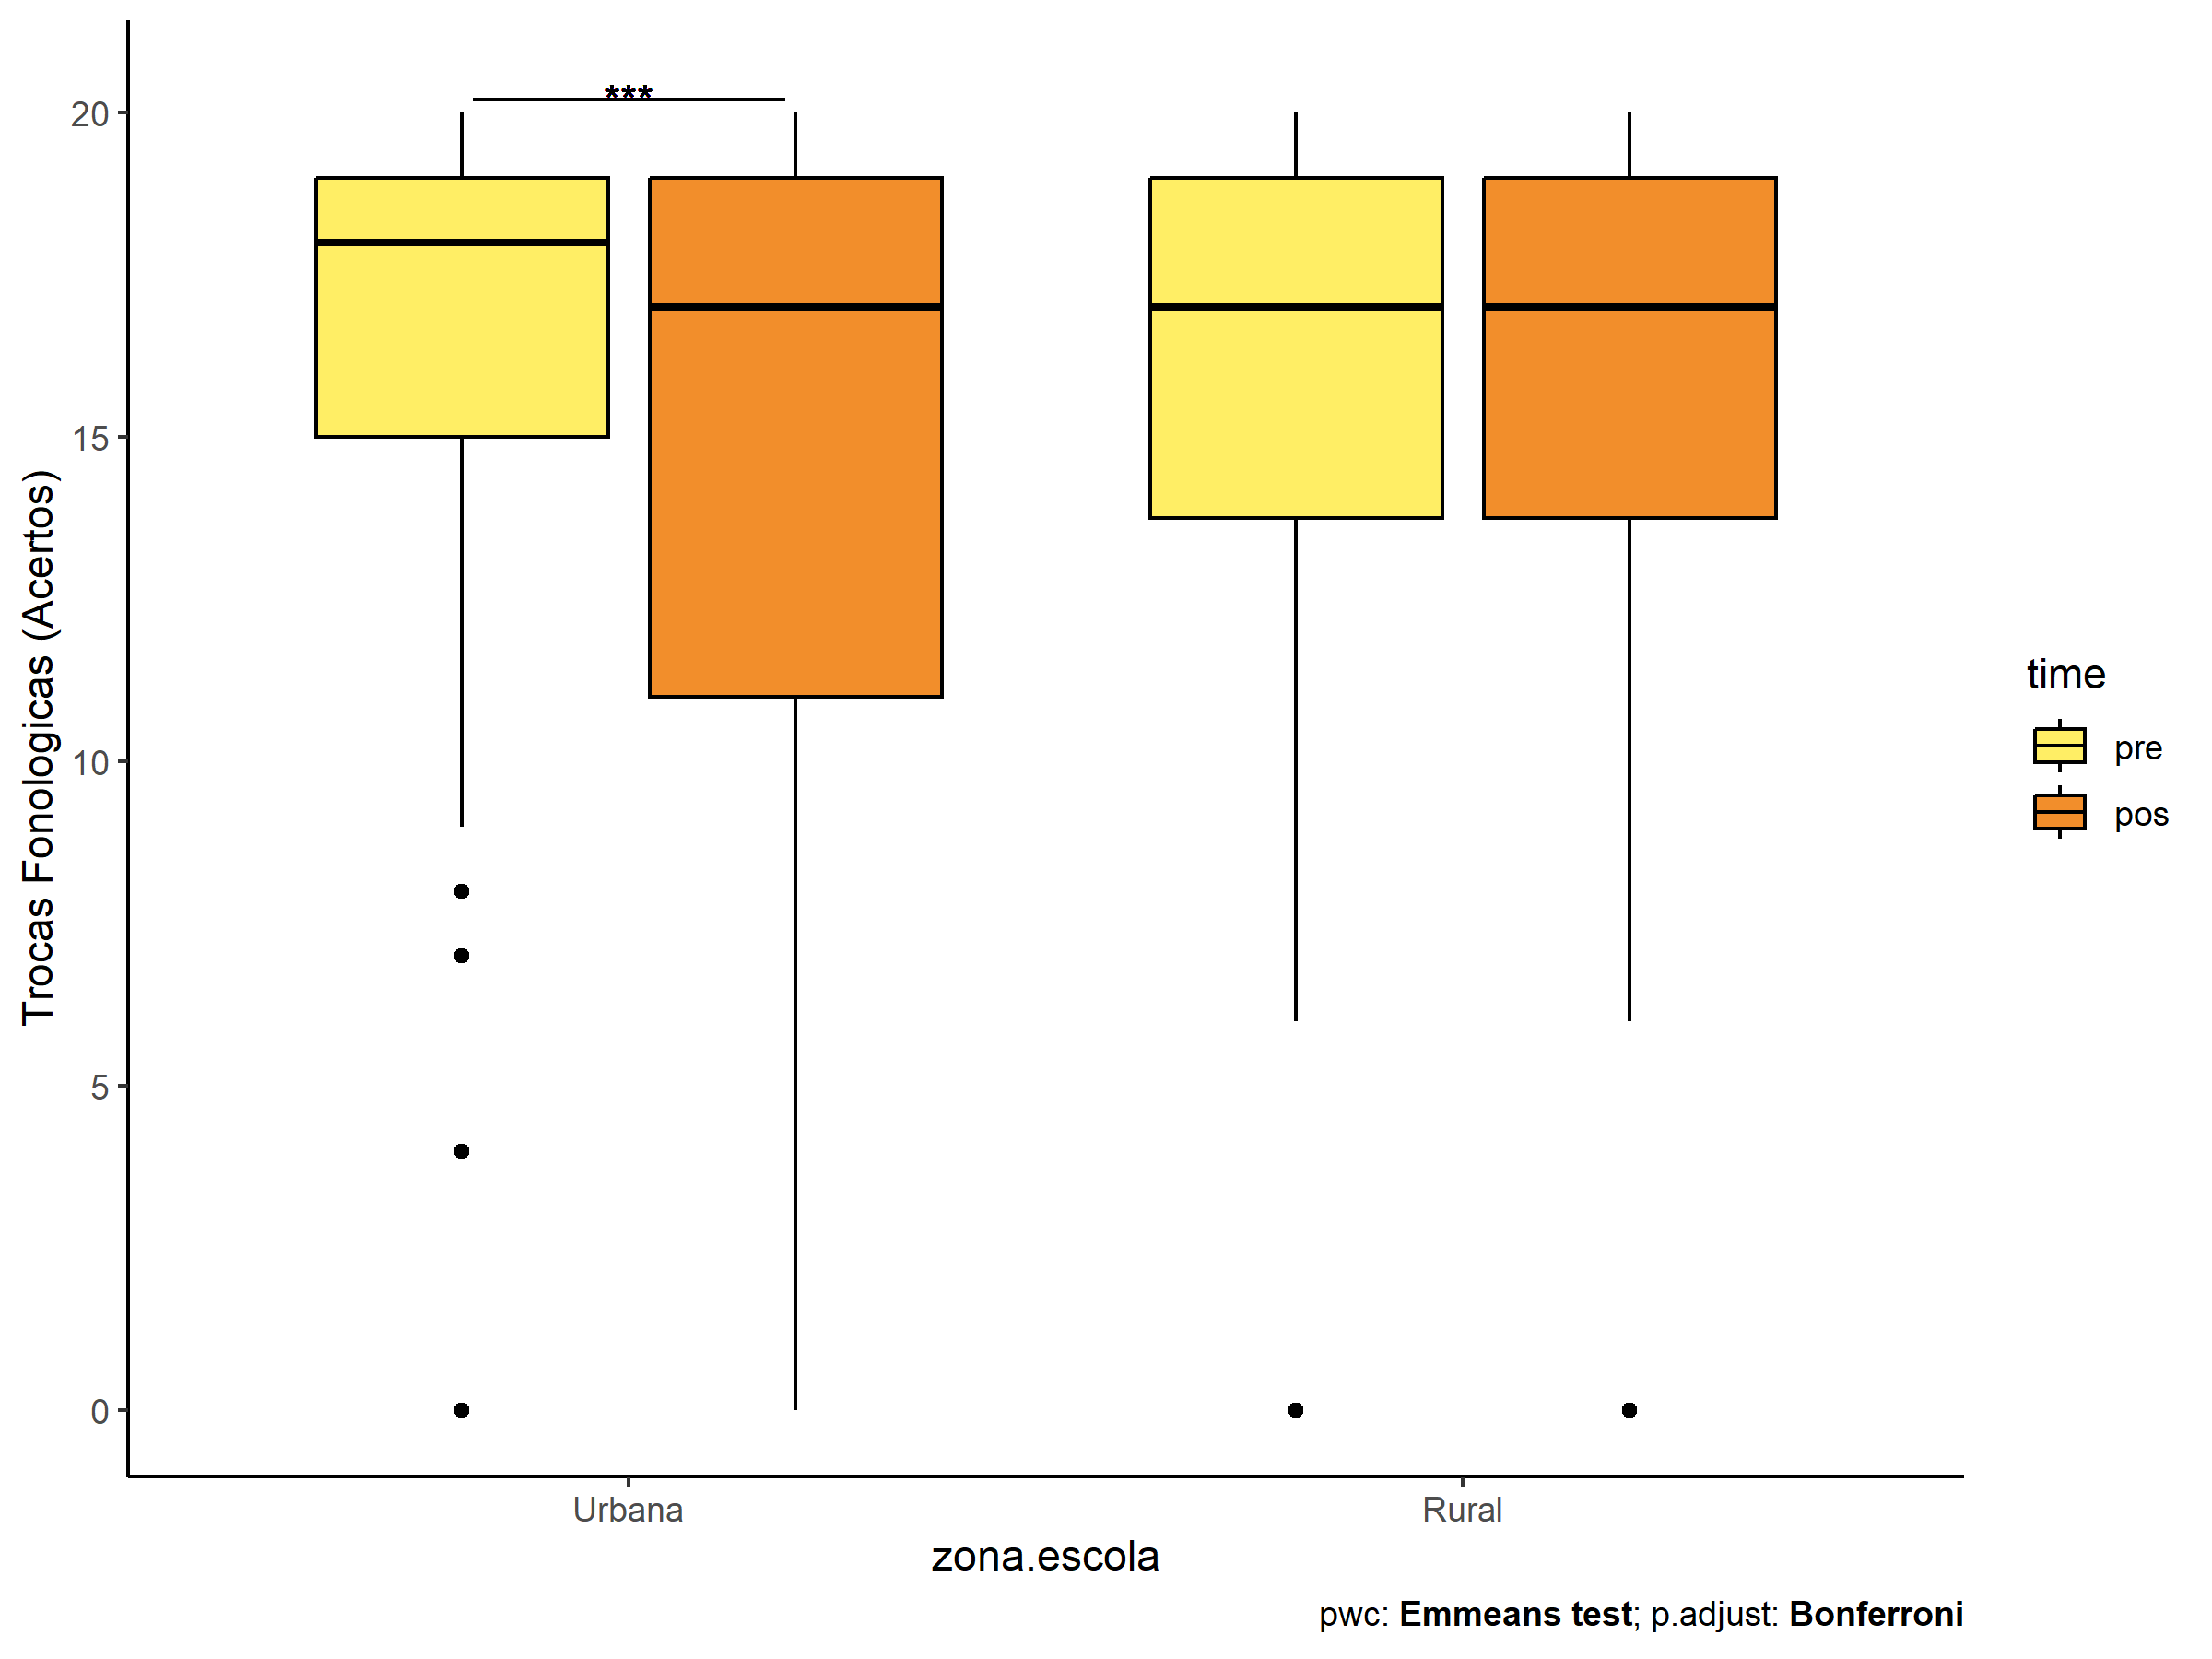 ***
20
15
10
5
0
Trocas Fonologicas (Acertos)
Urbana
Rural
zona.escola
time
pre
pos
pwc: Emmeans test; p.adjust: Bonferroni